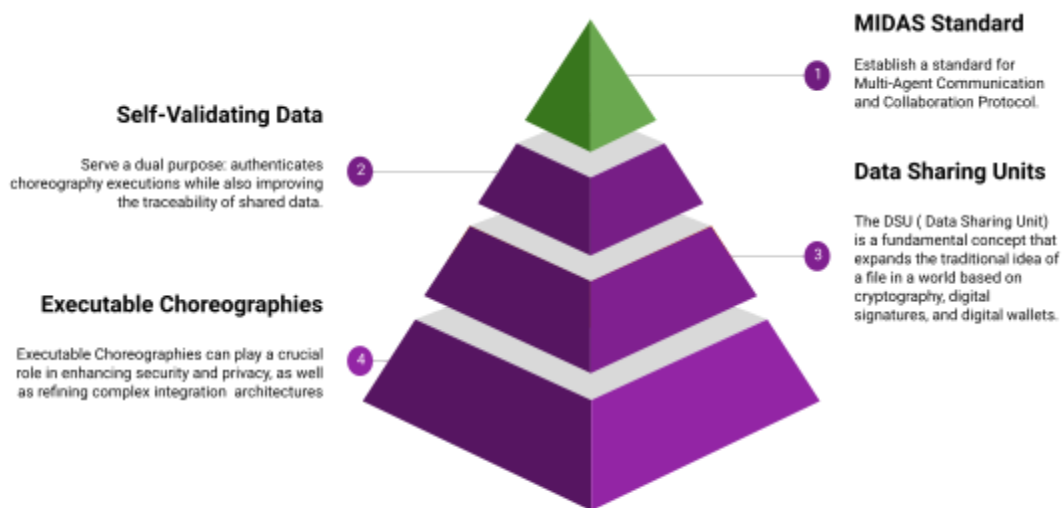 MIDAS Standard
1
Establish a standard for
Multi-Agent Communication
and Collaboration Protocol.
Self-Validating Data
2
Serve a dual purpose: authenticates
choreography executions while also improving
the traceability of shared data.
Data Sharing Units
3
The DSU ( Data Sharing Unit)
is a fundamental concept that
expands the traditional idea of
a file in a world based on
cryptography, digital
signatures, and digital wallets.
Executable Choreographies
4
Executable Choreographies can play a crucial
role in enhancing security and privacy, as well
as refining complex integration architectures